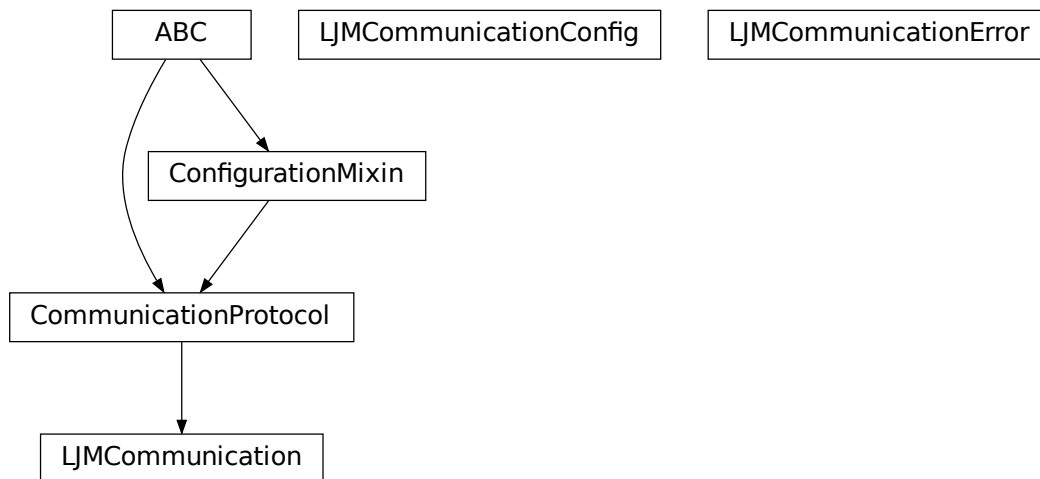 ABC
LJMCommunicationConfig
LJMCommunicationError
ConfigurationMixin
CommunicationProtocol
LJMCommunication